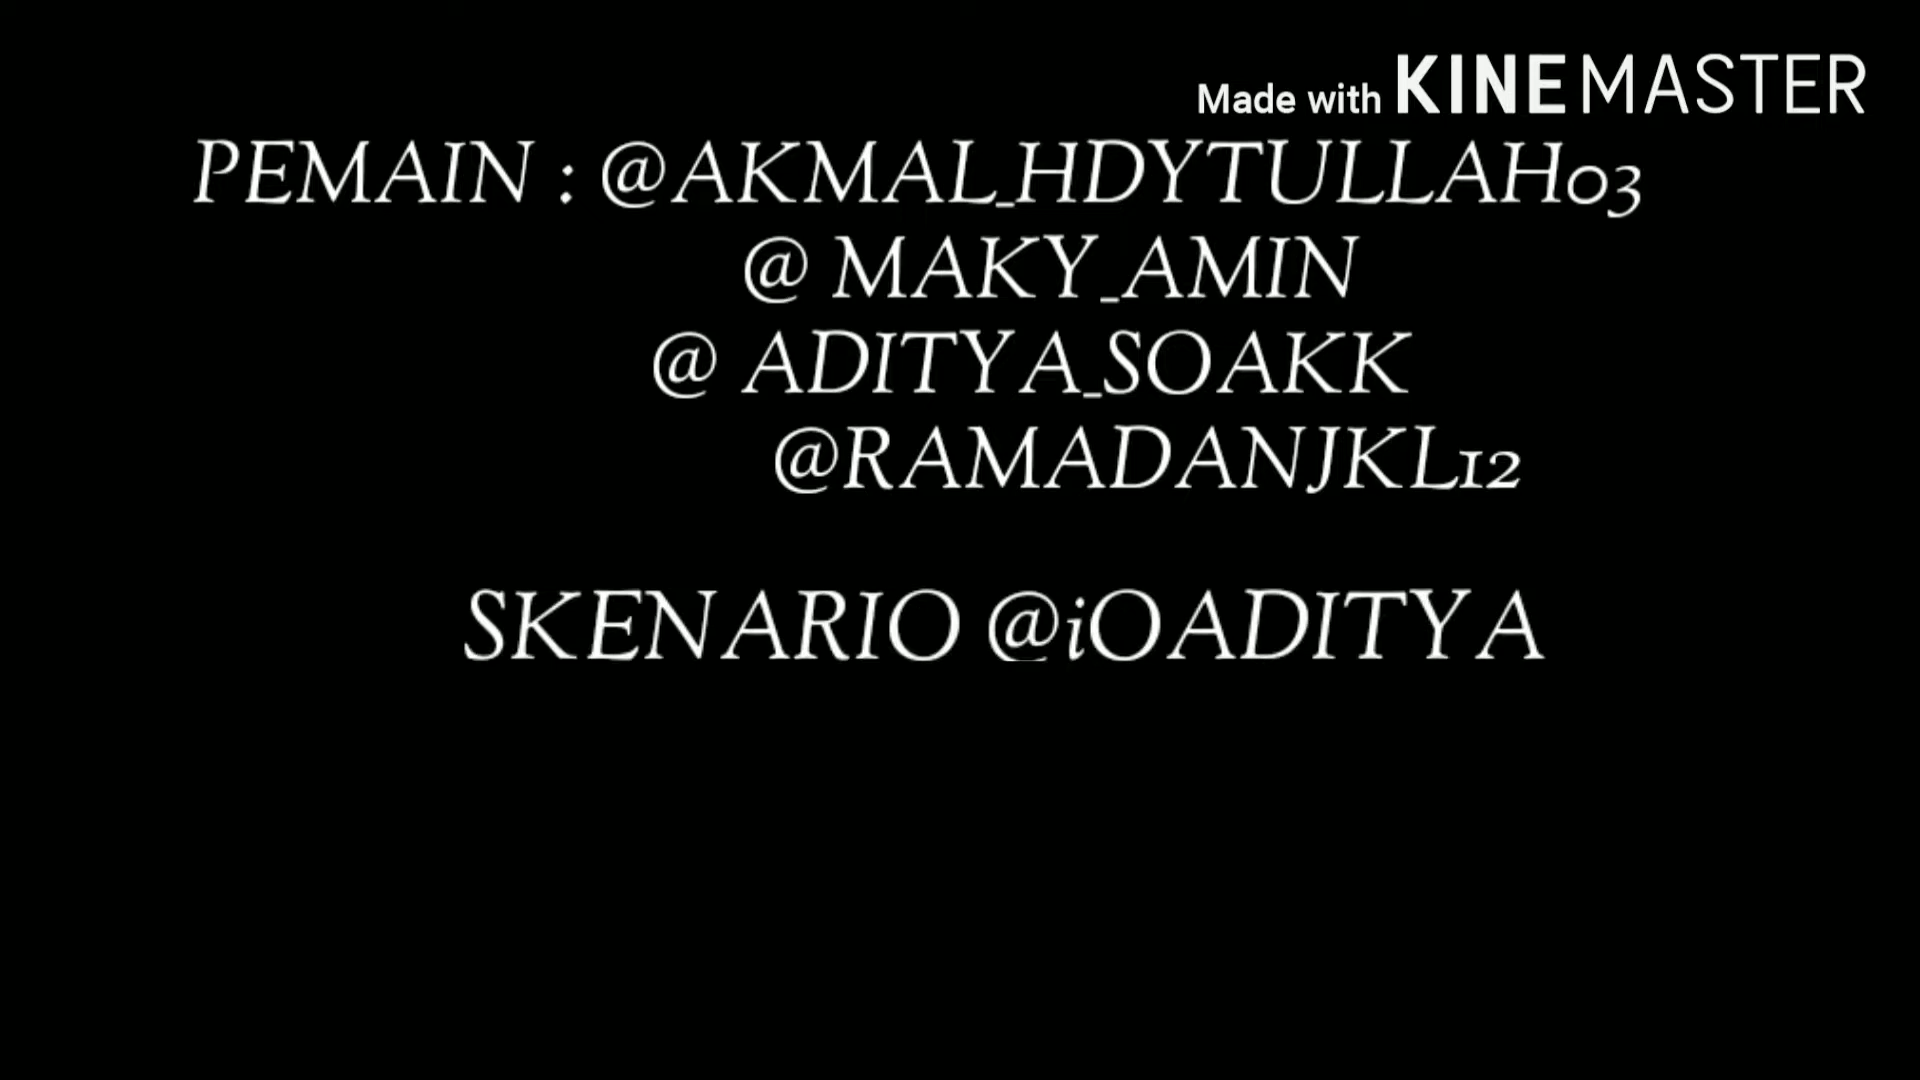 Made with KINEMASTER
PEMAIN : @AKMAL_HDYTULLAH03
@ MAKY_AMIN
@ ADITYA_SOAKK
@RAMADANJKL12
SKENARIO @iOADITYA